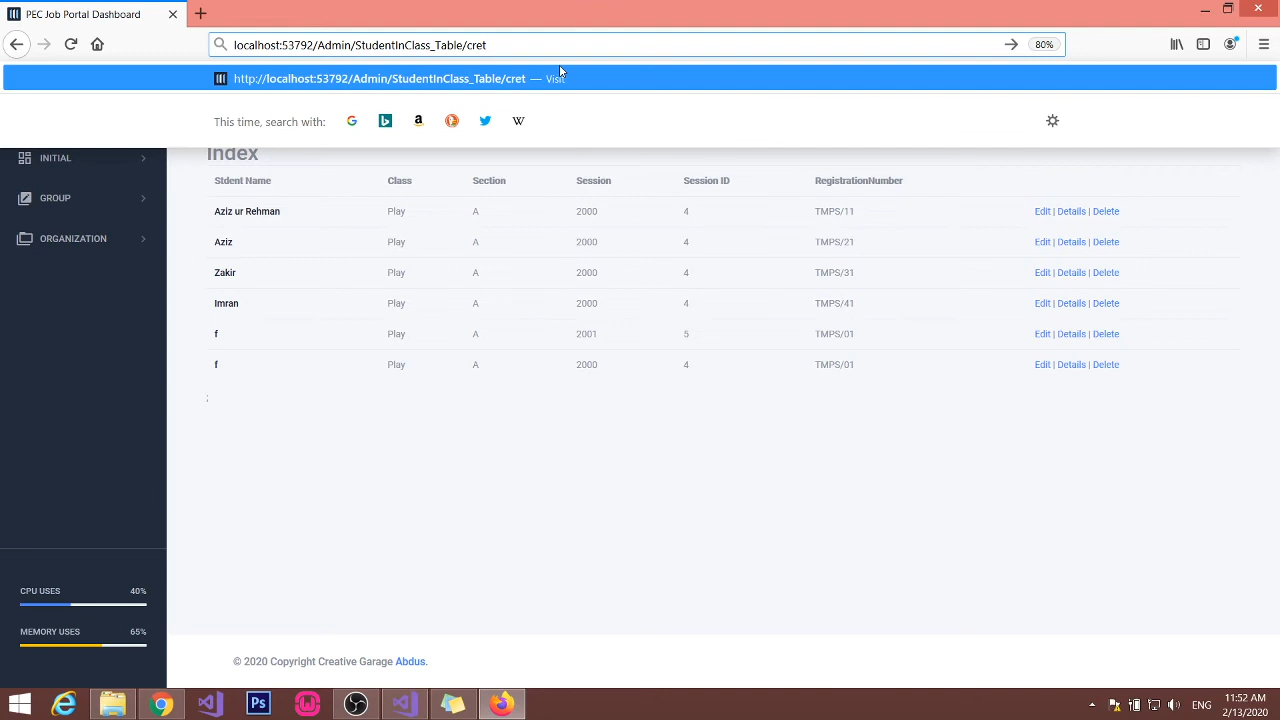 PEC Job Portal Dashboard
localhost:53792/Admin/StudentInClass_Table/cret
80%
http://localhost:53792/Admin/StudentInClass_Table/cret — Visit
This time, search with:
Index
INITIAL
GROUP
ORGANIZATION
Stdent Name Class Section Session Session ID RegistrationNumber
Aziz ur Rehman Play A 2000 4 TMPS/11 Edit | Details | Delete
Aziz Play A 2000 4 TMPS/21 Edit | Details | Delete
Zakir Play A 2000 4 TMPS/31 Edit | Details | Delete
Imran Play A 2000 4 TMPS/41 Edit | Details | Delete
f Play A 2001 5 TMPS/01 Edit | Details | Delete
f Play A 2000 4 TMPS/01 Edit | Details | Delete
;
CPU USES 40%
MEMORY USES 65%
© 2020 Copyright Creative Garage Abdus.
Ps
ENG
11:52 AM
2/13/2020